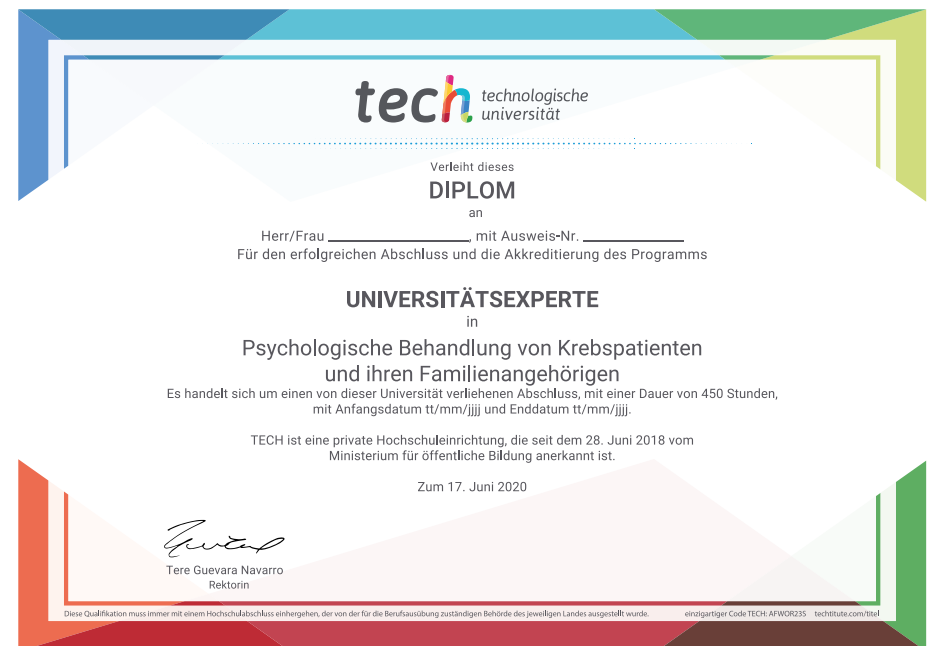 tech technologische
universität
Verleiht dieses
DIPLOM
an
Herr/Frau ____________, mit Ausweis-Nr. ____________
Für den erfolgreichen Abschluss und die Akkreditierung des Programms
UNIVERSITÄTSEXPERTE
in
Psychologische Behandlung von Krebspatienten
und ihren Familienangehörigen
Es handelt sich um einen von dieser Universität verliehenen Abschluss, mit einer Dauer von 450 Stunden,
mit Anfangsdatum tt/mm/jjjj und Enddatum tt/mm/jjjj.
TECH ist eine private Hochschuleinrichtung, die seit dem 28. Juni 2018 vom
Ministerium für öffentliche Bildung anerkannt ist.
Zum 17. Juni 2020
Tere Guevara Navarro
Rektorin
Diese Qualifikation muss immer mit einem Hochschulabschluss einhergehen, der von der für die Berufsausübung zuständigen Behörde des jeweiligen Landes ausgestellt wurde. einzigartiger Code TECH: AFWOR23S techtitute.com/titel